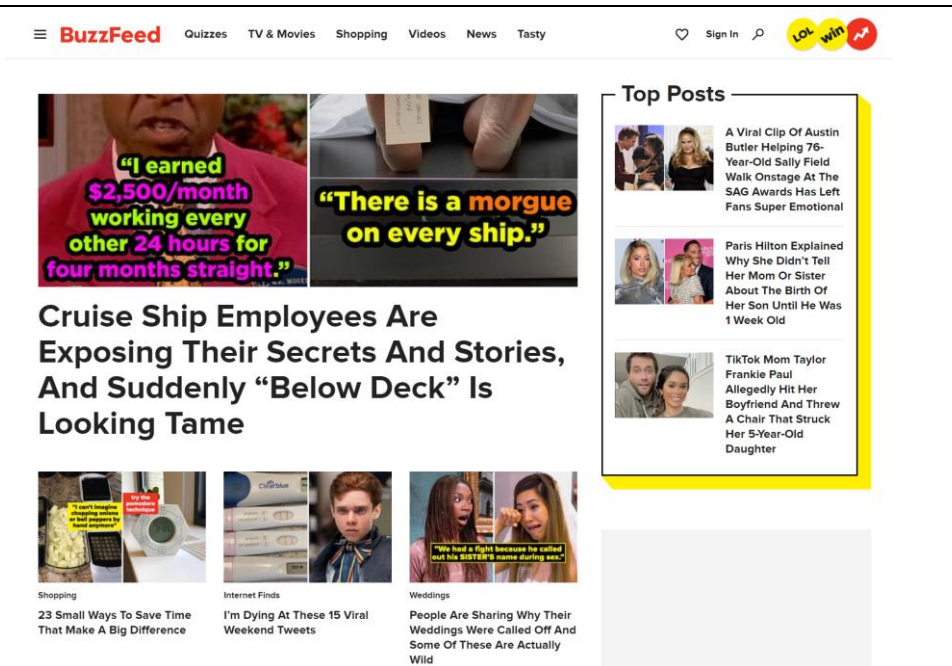 BuzzFeed
Quizzes TV & Movies Shopping Videos News Tasty
Sign In
LOL win
“I earned
$2,500/month
working every
other 24 hours for
four months straight.”
“There is a morgue
on every ship.”
Cruise Ship Employees Are
Exposing Their Secrets And Stories,
And Suddenly “Below Deck” Is
Looking Tame
"I can't imagine
chopping onions
or bell peppers by
hand anymore"
try the
pomodoro
technique
Shopping
23 Small Ways To Save Time
That Make A Big Difference
Clearblue
Internet Finds
I’m Dying At These 15 Viral
Weekend Tweets
"We had a fight because he called
out his SISTER'S name during sex."
Weddings
People Are Sharing Why Their
Weddings Were Called Off And
Some Of These Are Actually
Wild
Top Posts
A Viral Clip Of Austin
Butler Helping 76-
Year-Old Sally Field
Walk Onstage At The
SAG Awards Has Left
Fans Super Emotional
Paris Hilton Explained
Why She Didn't Tell
Her Mom Or Sister
About The Birth Of
Her Son Until He Was
1 Week Old
TikTok Mom Taylor
Frankie Paul
Allegedly Hit Her
Boyfriend And Threw
A Chair That Struck
Her 5-Year-Old
Daughter